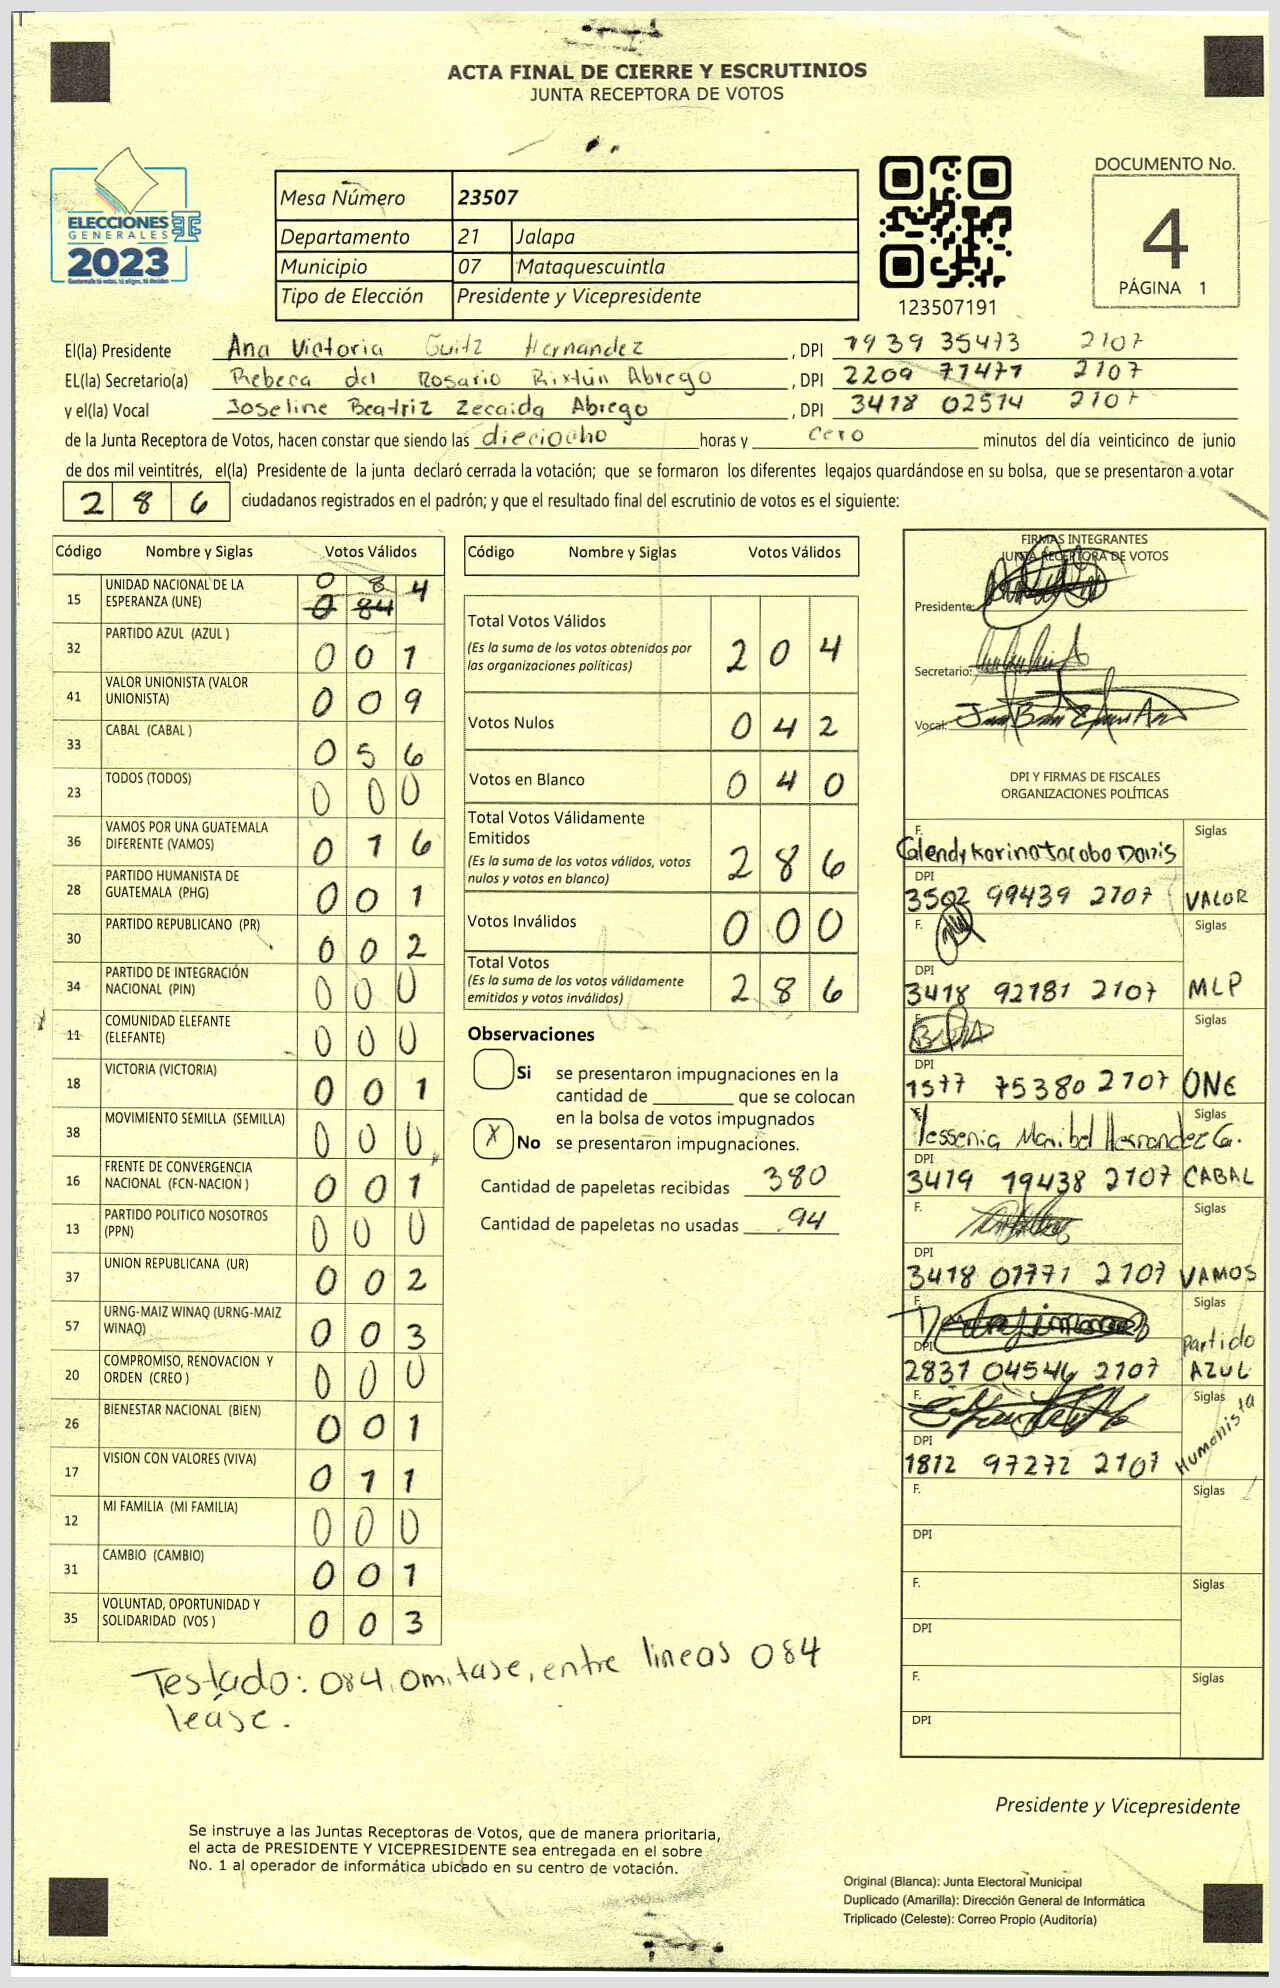 ACTA FINAL DE CIERRE Y ESCRUTINIOS
JUNTA RECEPTORA DE VOTOS
ELECCIONES
GENERALES
2023
Mesa Número 23507
Departamento 21 Jalapa
Municipio 07 Mataquescuintla
Tipo de Elección Presidente y Vicepresidente
123507191
DOCUMENTO No.
4
PÁGINA 1
El(la) Presidente Ana Victoria Guitz Hernandez, DPI 1939 35473 2107
EL(la) Secretario(a) Rebeca del Rosario Rixtún Abrego, DPI 2209 77471 2107
y el(la) Vocal Joseline Beatriz Zecaida Abrego, DPI 3418 02514 2107
de la Junta Receptora de Votos, hacen constar que siendo las dieciocho horas y cero minutos del día veinticinco de junio
de dos mil veintitrés, el(la) Presidente de la junta declaró cerrada la votación; que se formaron los diferentes legajos quardándose en su bolsa, que se presentaron a votar
286 ciudadanos registrados en el padrón; y que el resultado final del escrutinio de votos es el siguiente:
Código Nombre y Siglas Votos Válidos
15 UNIDAD NACIONAL DE LA ESPERANZA (UNE) 0 8 4
0 84
32 PARTIDO AZUL (AZUL ) 0 0 1
41 VALOR UNIONISTA (VALOR UNIONISTA) 0 0 9
33 CABAL (CABAL ) 0 5 6
23 TODOS (TODOS) 0 0 0
36 VAMOS POR UNA GUATEMALA DIFERENTE (VAMOS) 0 1 6
28 PARTIDO HUMANISTA DE GUATEMALA (PHG) 0 0 1
30 PARTIDO REPUBLICANO (PR) 0 0 2
34 PARTIDO DE INTEGRACIÓN NACIONAL (PIN) 0 0 0
11 COMUNIDAD ELEFANTE (ELEFANTE) 0 0 0
18 VICTORIA (VICTORIA) 0 0 1
38 MOVIMIENTO SEMILLA (SEMILLA) 0 0 0
16 FRENTE DE CONVERGENCIA NACIONAL (FCN-NACION ) 0 0 1
13 PARTIDO POLITICO NOSOTROS (PPN) 0 0 0
37 UNION REPUBLICANA (UR) 0 0 2
57 URNG-MAIZ WINAQ (URNG-MAIZ WINAQ) 0 0 3
20 COMPROMISO, RENOVACION Y ORDEN (CREO ) 0 0 0
26 BIENESTAR NACIONAL (BIEN) 0 0 1
17 VISION CON VALORES (VIVA) 0 1 1
12 MI FAMILIA (MI FAMILIA) 0 0 0
31 CAMBIO (CAMBIO) 0 0 1
35 VOLUNTAD, OPORTUNIDAD Y SOLIDARIDAD (VOS ) 0 0 3
Testado: 084. omitase, entre lineas 084
leáse.
Código Nombre y Siglas Votos Válidos
Total Votos Válidos 2 0 4
(Es la suma de los votos obtenidos por
las organizaciones políticas)
Votos Nulos 0 4 2
Votos en Blanco 0 4 0
Total Votos Válidamente
Emitidos 2 8 6
(Es la suma de los votos válidos, votos
nulos y votos en blanco)
Votos Inválidos 0 0 0
Total Votos 2 8 6
(Es la suma de los votos válidamente
emitidos y votos inválidos)
Observaciones
Si se presentaron impugnaciones en la
cantidad de ________ que se colocan
en la bolsa de votos impugnados
X No se presentaron impugnaciones.
Cantidad de papeletas recibidas 380
Cantidad de papeletas no usadas 94
FIRMAS INTEGRANTES
JUNTA RECEPTORA DE VOTOS
Presidente:
Secretario:
Vocal:
DPI Y FIRMAS DE FISCALES
ORGANIZACIONES POLÍTICAS
F. Glendy Karina Jacobo Donis Siglas
DPI
3502 99439 2107 VALOR
F. Siglas
DPI
3418 92181 2107 MLP
F. Siglas
DPI
1577 75380 2107 UNE
F. Yessenia Maribel Hernandez G. Siglas
DPI
3419 19438 2107 CABAL
F. Siglas
DPI
3418 01771 2107 VAMOS
F. Siglas
DPI Partido
2837 04546 2107 AZUL
F. Siglas
DPI
1812 97272 2107 Humanista
F. Siglas
DPI
F. Siglas
DPI
F. Siglas
DPI
Presidente y Vicepresidente
Se instruye a las Juntas Receptoras de Votos, que de manera prioritaria,
el acta de PRESIDENTE Y VICEPRESIDENTE sea entregada en el sobre
No. 1 al operador de informática ubicado en su centro de votación.
Original (Blanca): Junta Electoral Municipal
Duplicado (Amarilla): Dirección General de Informática
Triplicado (Celeste): Correo Propio (Auditoría)